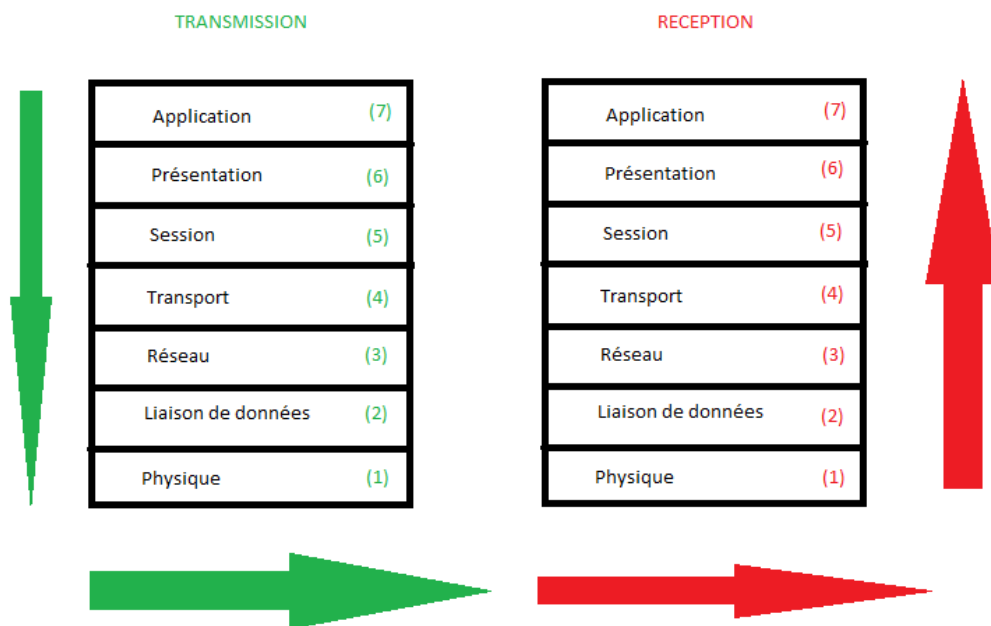 TRANSMISSION
Application (7)
Présentation (6)
Session (5)
Transport (4)
Réseau (3)
Liaison de données (2)
Physique (1)
RECEPTION
Application (7)
Présentation (6)
Session (5)
Transport (4)
Réseau (3)
Liaison de données (2)
Physique (1)